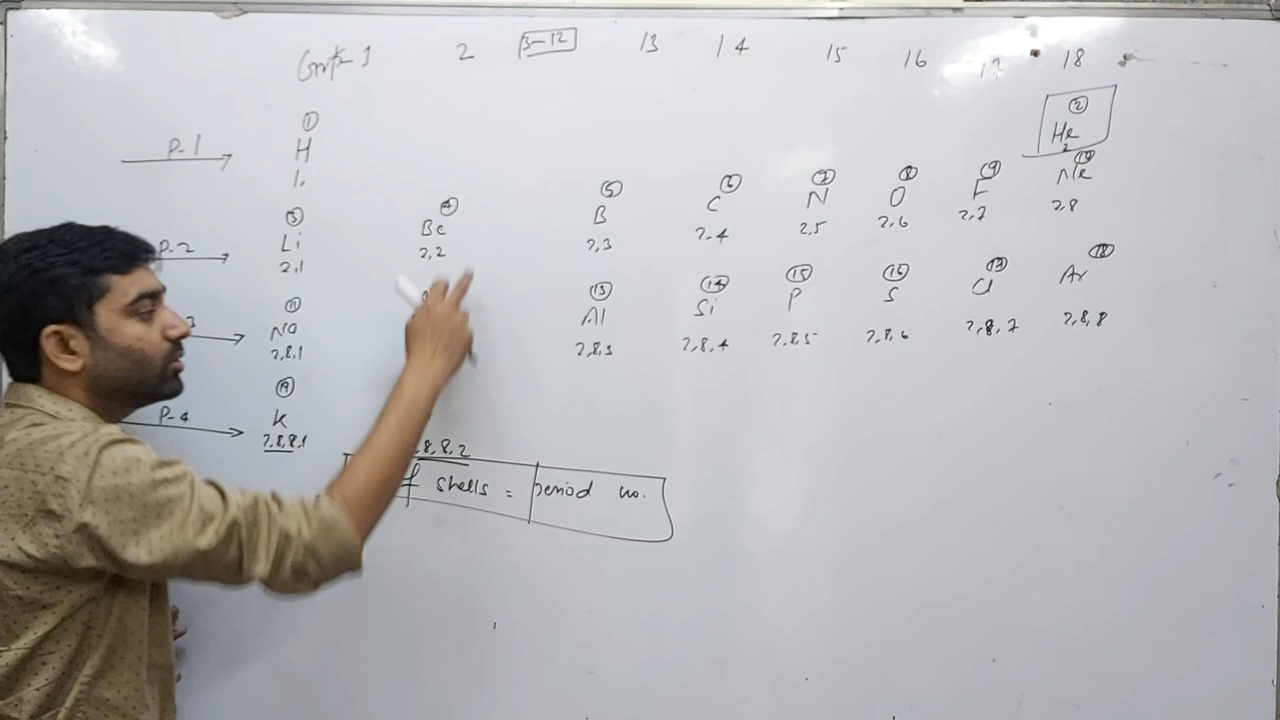 Group 1 2 3-12 13 14 15 16 17 18
2
He
2
1
P-1 H
1
3 4 5 6 7 8 9 10
P-2 Li Be B C N O F Ne
2,1 2,2 2,3 2,4 2,5 2,6 2,7 2,8
11 13 14 15 16 17 18
3 Na Al Si P S Cl Ar
2,8,1 2,8,3 2,8,4 2,8,5 2,8,6 2,8,7 2,8,8
19
P-4 K
2,8,8,1 ,8,8,2
shells = period no.